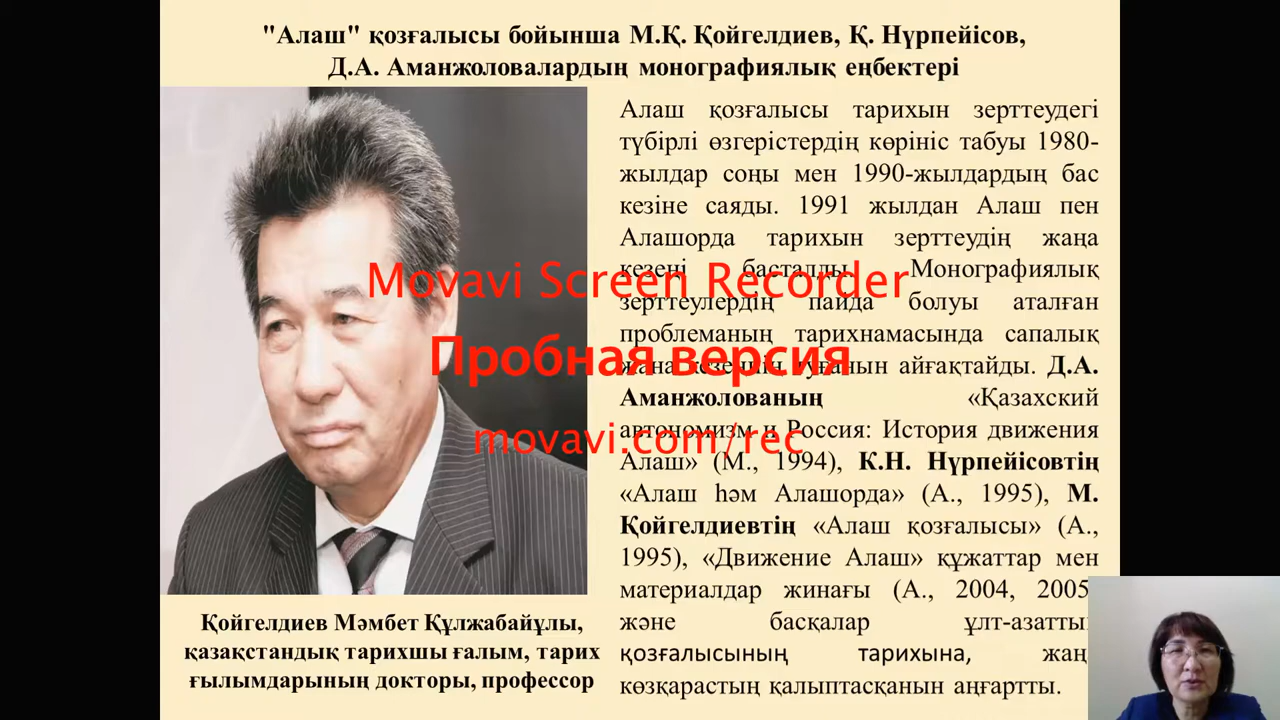 "Алаш" қозғалысы бойынша М.Қ. Қойгелдиев, Қ. Нүрпейісов,
Д.А. Аманжоловалардың монографиялық еңбектері
Алаш қозғалысы тарихын зерттеудегі
түбірлі өзгерістердің көрініс табуы 1980-
жылдар соңы мен 1990-жылдардың бас
кезіне саяды. 1991 жылдан Алаш пен
Алашорда тарихын зерттеудің жаңа
кезеңі басталды. Монографиялық
зерттеулердің пайда болуы аталған
проблеманың тарихнамасында сапалық
жаңа кезеңнің туғанын айғақтайды. Д.А.
Аманжолованың «Қазахский
автономизм и Россия: История движения
Алаш» (М., 1994), К.Н. Нүрпейісовтің
«Алаш һәм Алашорда» (А., 1995), М.
Қойгелдиевтің «Алаш қозғалысы» (А.,
1995), «Движение Алаш» құжаттар мен
материалдар жинағы (А., 2004, 2005
және басқалар
қозғалысының тарихына,
көзқарастың қалыптасқанын аңғартты.
Қойгелдиев Мәмбет Құлжабайұлы,
қазақстандық тарихшы ғалым, тарих
ғылымдарының докторы, профессор
Movavi Screen Recorder
Пробная версия
movavi.com/rec